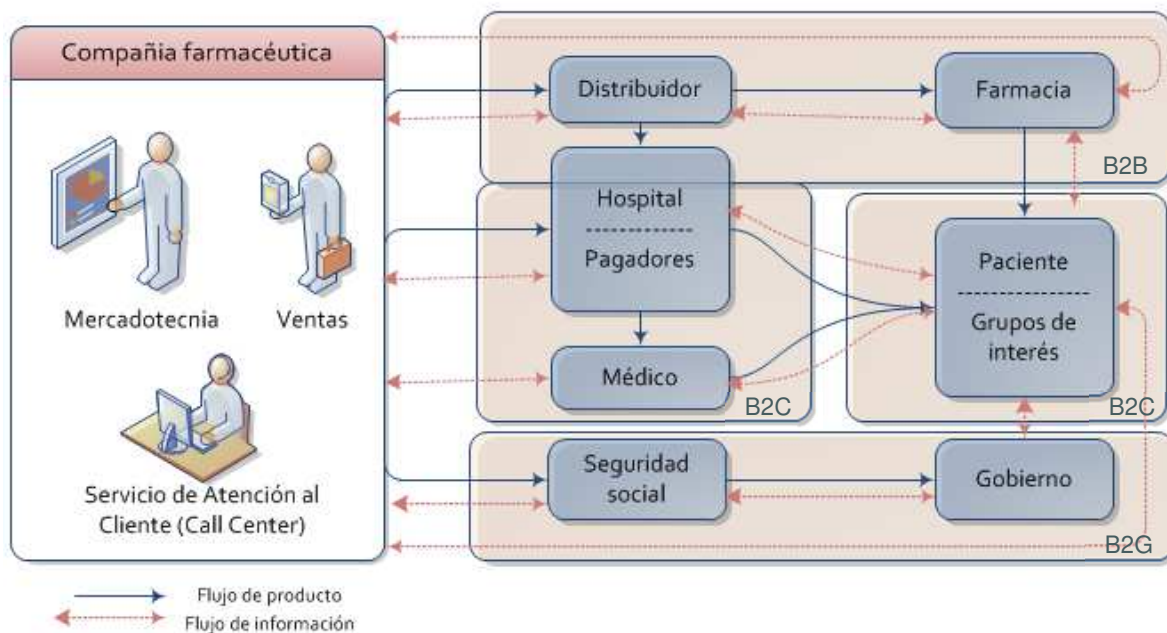 Compañia farmacéutica
Mercadotecnia
Ventas
Servicio de Atención al
Cliente (Call Center)
Distribuidor
Farmacia
B2B
Hospital
Pagadores
Médico
B2C
Paciente
Grupos de
interés
B2C
Seguridad
social
Gobierno
B2G
Flujo de producto
Flujo de información